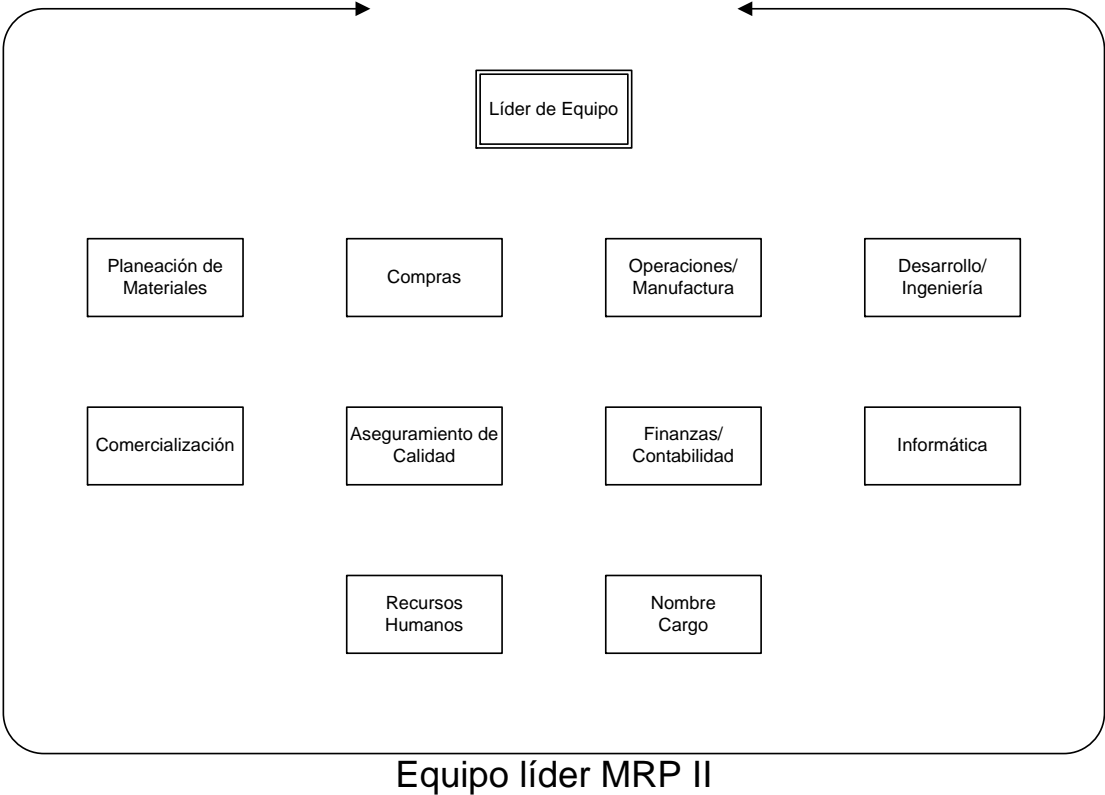 Líder de Equipo
Planeación de
Materiales
Compras
Operaciones/
Manufactura
Desarrollo/
Ingeniería
Comercialización
Aseguramiento de
Calidad
Finanzas/
Contabilidad
Informática
Recursos
Humanos
Nombre
Cargo
Equipo líder MRP II